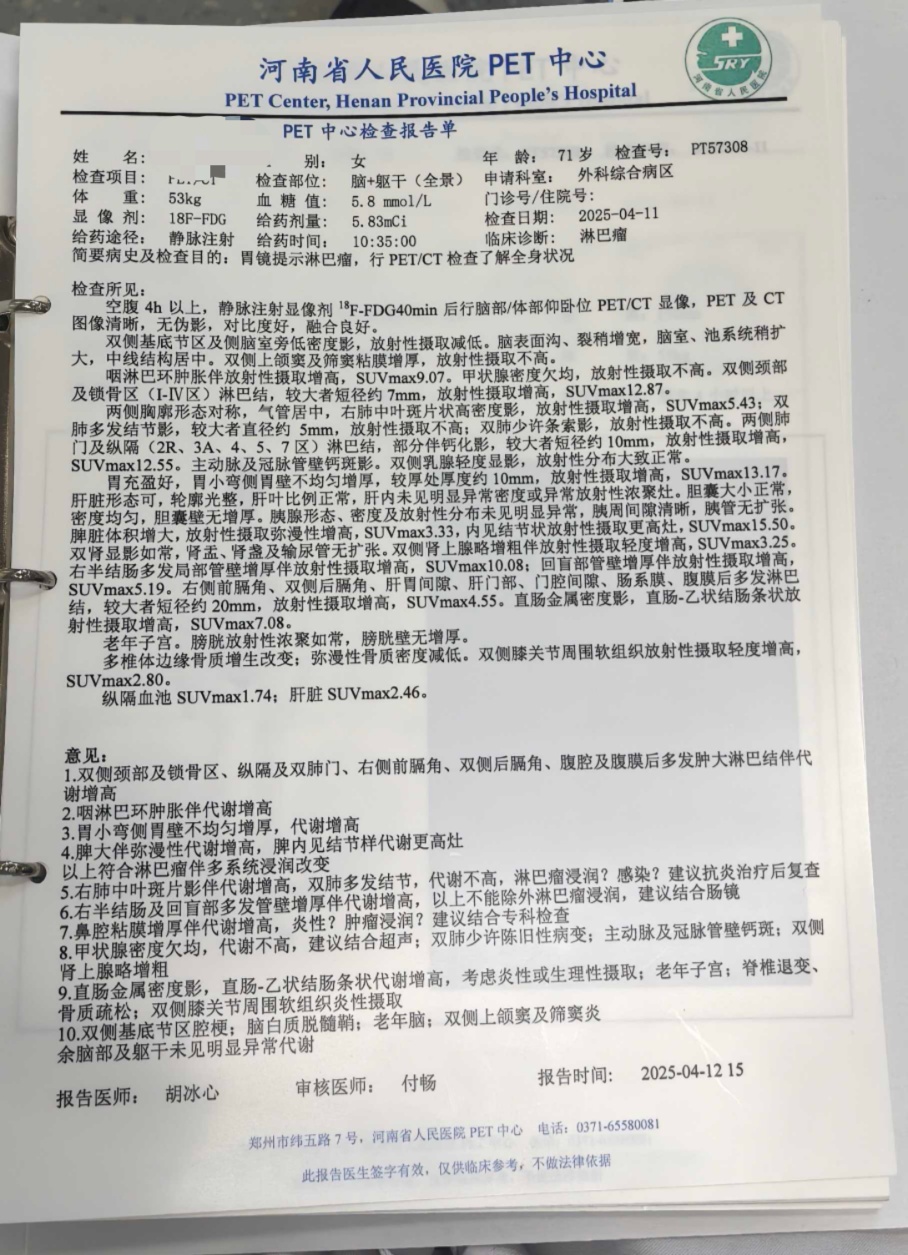 河南省人民医院 PET 中心
PET Center, Henan Provincial People's Hospital
SRY
河南省人民医院
PET 中心检查报告单
姓 名: 别: 女 年 龄: 71 岁 检查号: PT57308
检查项目: 检查部位: 脑+躯干（全景） 申请科室: 外科综合病区
体 重: 53kg 血 糖 值: 5.8 mmol/L 门诊号/住院号:
显 像 剂: 18F-FDG 给药剂量: 5.83mCi 检查日期: 2025-04-11
给药途径: 静脉注射 给药时间: 10:35:00 临床诊断: 淋巴瘤
简要病史及检查目的: 胃镜提示淋巴瘤，行 PET/CT 检查了解全身状况
检查所见:
空腹 4h 以上，静脉注射显像剂 ¹⁸F-FDG40min 后行脑部/体部仰卧位 PET/CT 显像，PET 及 CT
图像清晰，无伪影，对比度好，融合良好。
双侧基底节区及侧脑室旁低密度影，放射性摄取减低。脑表面沟、裂稍增宽，脑室、池系统稍扩
大，中线结构居中。双侧上颌窦及筛窦粘膜增厚，放射性摄取不高。
咽淋巴环肿胀伴放射性摄取增高，SUVmax9.07。甲状腺密度欠均，放射性摄取不高。双侧颈部
及锁骨区（I-Ⅳ区）淋巴结，较大者短径约 7mm，放射性摄取增高，SUVmax12.87。
两侧胸廓形态对称，气管居中，右肺中叶斑片状高密度影，放射性摄取增高，SUVmax5.43；双
肺多发结节影，较大者直径约 5mm，放射性摄取不高；双肺少许条索影，放射性摄取不高。两侧肺
门及纵隔（2R、3A、4、5、7 区）淋巴结，部分伴钙化影，较大者短径约 10mm，放射性摄取增高，
SUVmax12.55。主动脉及冠脉管壁钙斑影。双侧乳腺轻度显影，放射性分布大致正常。
胃充盈好，胃小弯侧胃壁不均匀增厚，较厚处厚度约 10mm，放射性摄取增高，SUVmax13.17。
肝脏形态可，轮廓光整，肝叶比例正常，肝内未见明显异常密度或异常放射性浓聚灶。胆囊大小正常，
密度均匀，胆囊壁无增厚。胰腺形态、密度及放射性分布未见明显异常，胰周间隙清晰，胰管无扩张。
脾脏体积增大，放射性摄取弥漫性增高，SUVmax3.33，内见结节状放射性摄取更高灶，SUVmax15.50。
双肾显影如常，肾盂、肾盏及输尿管无扩张。双侧肾上腺略增粗伴放射性摄取轻度增高，SUVmax3.25。
右半结肠多发局部管壁增厚伴放射性摄取增高，SUVmax10.08；回盲部管壁增厚伴放射性摄取增高，
SUVmax5.19。右侧前膈角、双侧后膈角、肝胃间隙、肝门部、门腔间隙、肠系膜、腹膜后多发淋巴
结，较大者短径约 20mm，放射性摄取增高，SUVmax4.55。直肠金属密度影，直肠-乙状结肠条状放
射性摄取增高，SUVmax7.08。
老年子宫。膀胱放射性浓聚如常，膀胱壁无增厚。
多椎体边缘骨质增生改变；弥漫性骨质密度减低。双侧膝关节周围软组织放射性摄取轻度增高，
SUVmax2.80。
纵隔血池 SUVmax1.74；肝脏 SUVmax2.46。
意见:
1.双侧颈部及锁骨区、纵隔及双肺门、右侧前膈角、双侧后膈角、腹腔及腹膜后多发肿大淋巴结伴代
谢增高
2.咽淋巴环肿胀伴代谢增高
3.胃小弯侧胃壁不均匀增厚，代谢增高
4.脾大伴弥漫性代谢增高，脾内见结节样代谢更高灶
以上符合淋巴瘤伴多系统浸润改变
5.右肺中叶斑片影伴代谢增高，双肺多发结节，代谢不高，淋巴瘤浸润？感染？建议抗炎治疗后复查
6.右半结肠及回盲部多发管壁增厚伴代谢增高，以上不能除外淋巴瘤浸润，建议结合肠镜
7.鼻腔粘膜增厚伴代谢增高，炎性？肿瘤浸润？建议结合专科检查
8.甲状腺密度欠均，代谢不高，建议结合超声；双肺少许陈旧性病变；主动脉及冠脉管壁钙斑；双侧
肾上腺略增粗
9.直肠金属密度影，直肠-乙状结肠条状代谢增高，考虑炎性或生理性摄取；老年子宫；脊椎退变、
骨质疏松；双侧膝关节周围软组织炎性摄取
10.双侧基底节区腔梗；脑白质脱髓鞘；老年脑；双侧上颌窦及筛窦炎
余脑部及躯干未见明显异常代谢
报告医师: 胡冰心 审核医师: 付畅 报告时间: 2025-04-12 15
郑州市纬五路 7 号，河南省人民医院 PET 中心 电话: 0371-65580081
此报告医生签字有效，仅供临床参考，不做法律依据